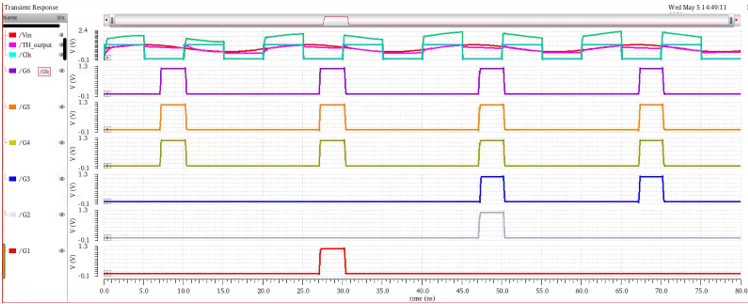 Transient Response
Wed May 5 14:49:11
Name
Vis
/Vin
/TH_output
/Clk
/G6
/Clk
/G5
/G4
/G3
/G2
/G1
2.4
-0.1
V (V)
1.3
-0.1
V (V)
1.3
-0.1
V (V)
1.3
-0.1
V (V)
1.3
-0.1
V (V)
1.3
-0.1
V (V)
1.3
-0.1
V (V)
0.0 5.0 10.0 15.0 20.0 25.0 30.0 35.0 40.0 45.0 50.0 55.0 60.0 65.0 70.0 75.0 80.0
time (ns)